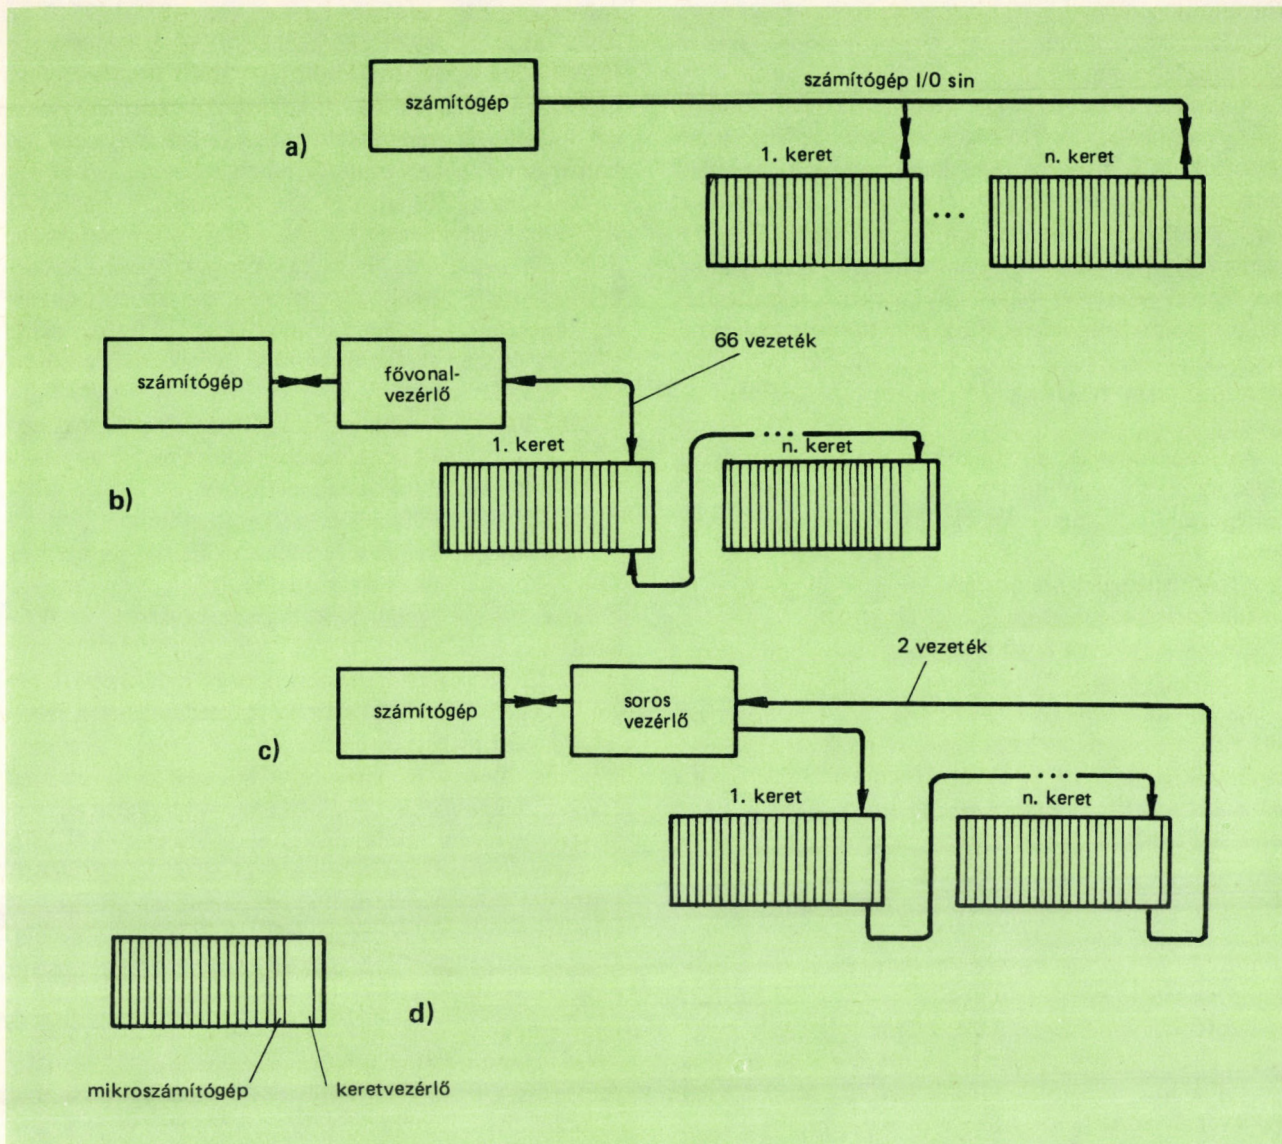 számítógép
számítógép I/O sin
a)
1. keret
n. keret
66 vezeték
számítógép
fővonal-
vezérlő
1. keret
n. keret
b)
2 vezeték
számítógép
soros
vezérlő
c)
1. keret
n. keret
d)
mikroszámítógép
keretvezérlő